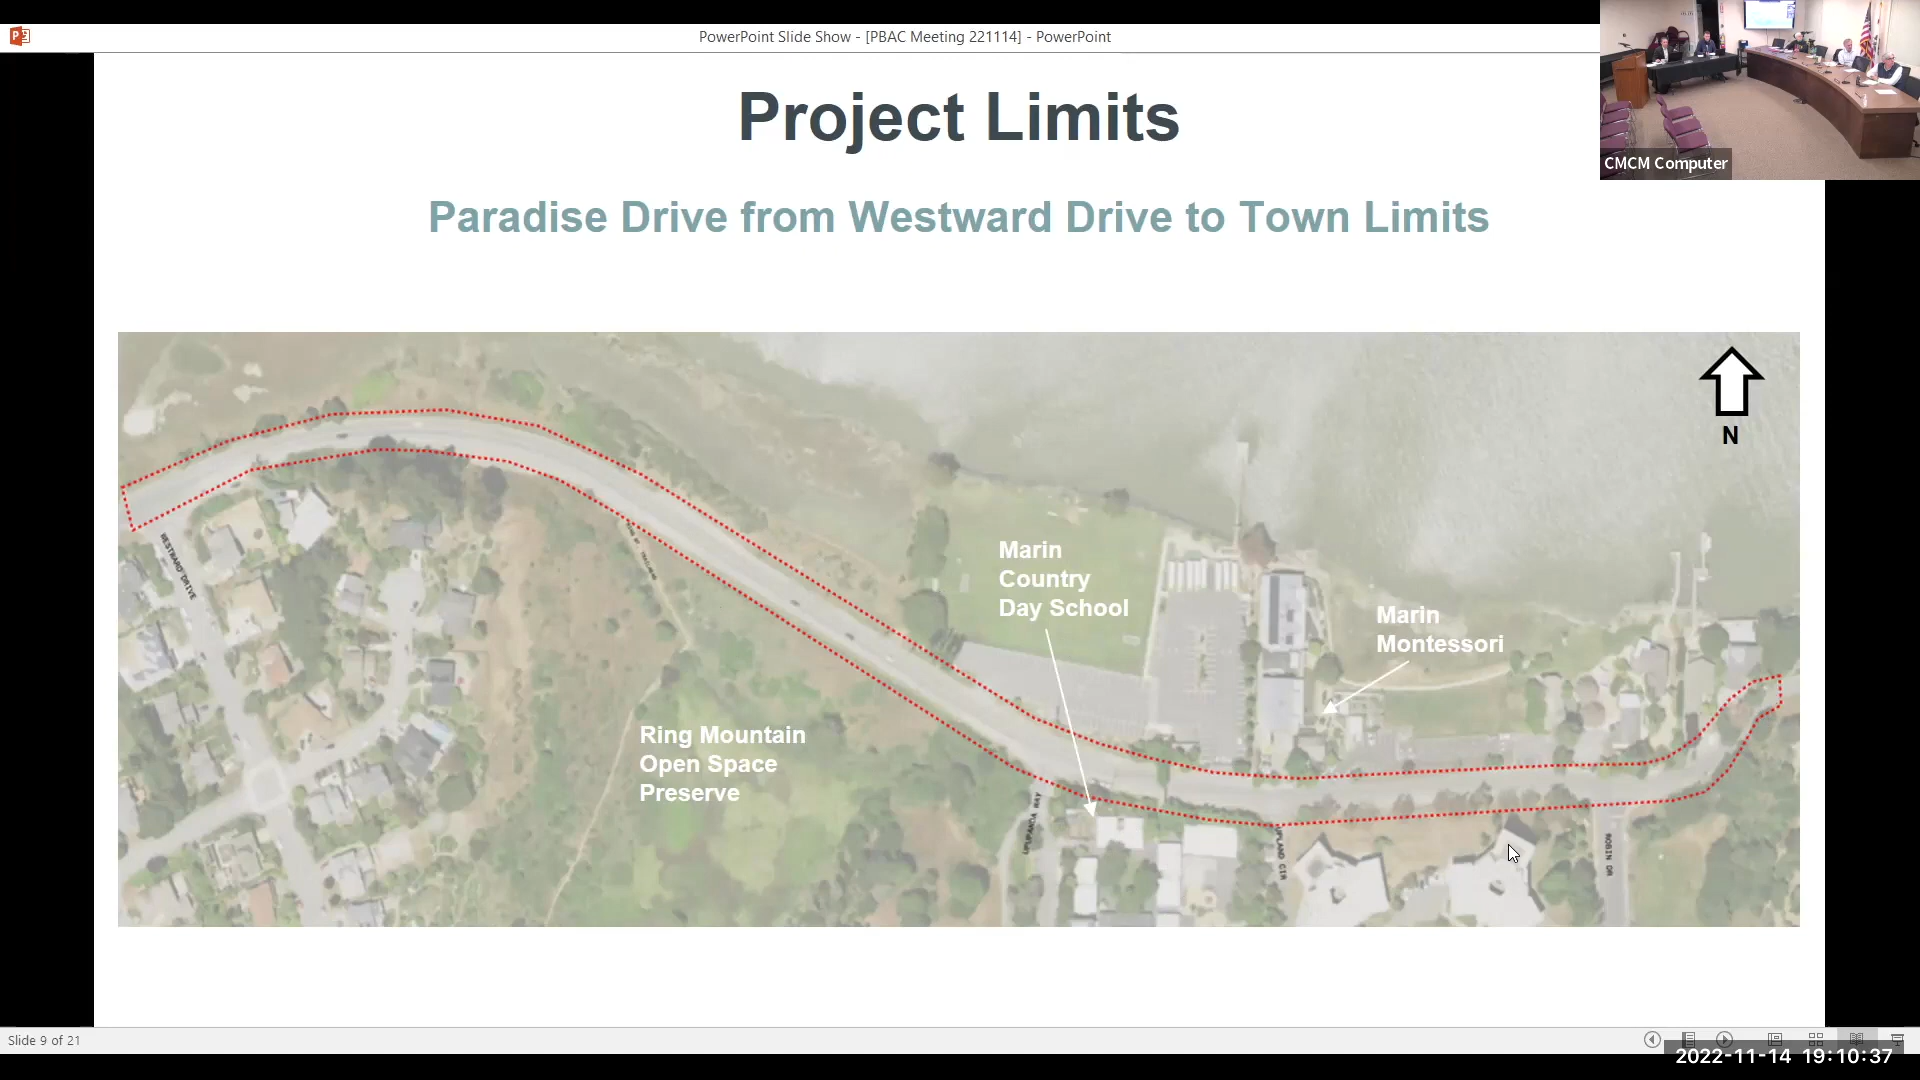 PowerPoint Slide Show - [PBAC Meeting 221114] - PowerPoint
CMCM Computer
Project Limits
Paradise Drive from Westward Drive to Town Limits
N
Marin
Country
Day School
Marin
Montessori
Ring Mountain
Open Space
Preserve
WESTWARD DRIVE
UPLAND CIR
ROBIN DR
Slide 9 of 21
2022-11-14 19:10:37